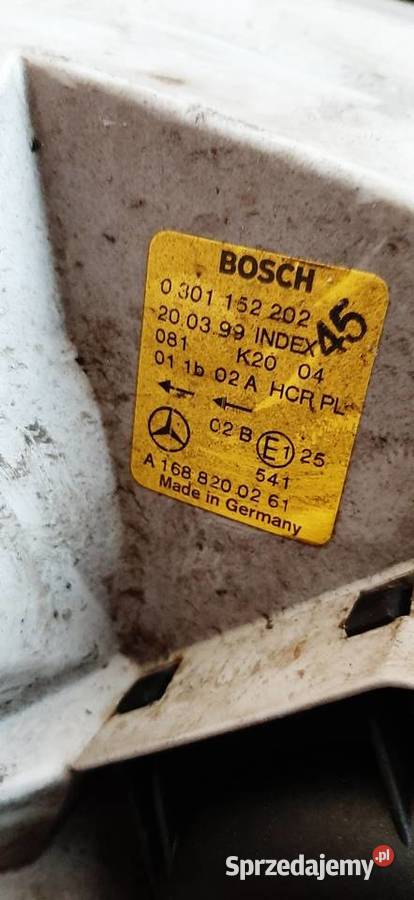 BOSCH
0 301 152 202
20.03.99 INDEX 45
081 K20 04
01 1b 02 A HCR PL
02 B E1 25
541
A 168 820 02 61
Made in Germany
Sprzedajemy.pl